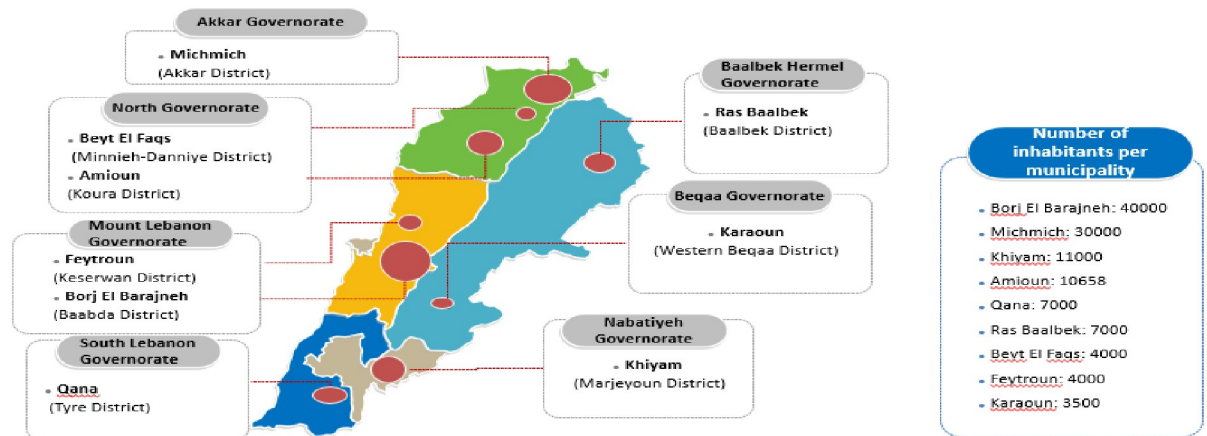 Akkar Governorate
Michmich
(Akkar District)
North Governorate
Beyt El Faqs
(Minnieh-Danniye District)
Amioun
(Koura District)
Mount Lebanon
Governorate
Feytroun
(Keserwan District)
Borj El Barajneh
(Baabda District)
South Lebanon
Governorate
Qana
(Tyre District)
Baalbek Hermel
Governorate
Ras Baalbek
(Baalbek District)
Beqaa Governorate
Karaoun
(Western Beqaa District)
Nabatiyeh
Governorate
Khiyam
(Marjeyoun District)
Number of
inhabitants per
municipality
Borj El Barajneh: 40000
Michmich: 30000
Khiyam: 11000
Amioun: 10658
Qana: 7000
Ras Baalbek: 7000
Beyt El Faqs: 4000
Feytroun: 4000
Karaoun: 3500